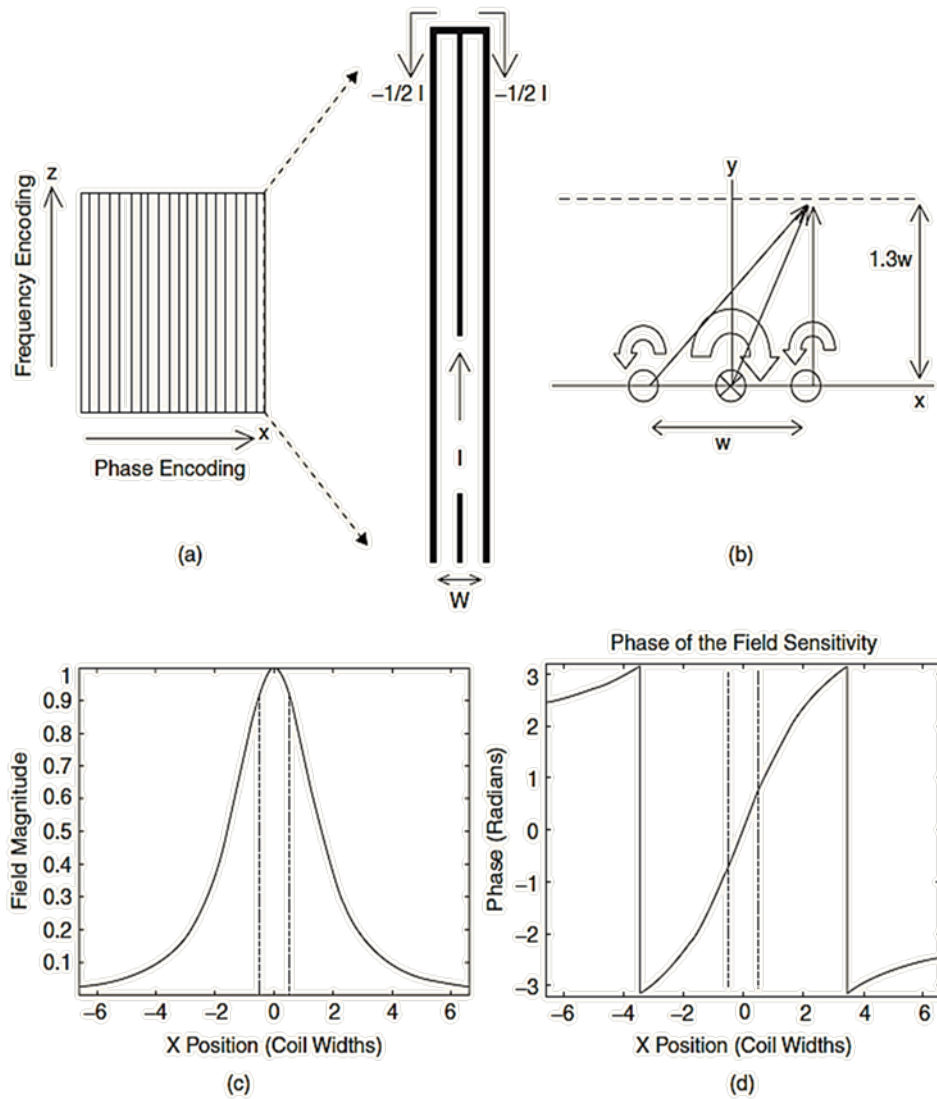 −1/2 I
−1/2 I
z
Frequency Encoding
x
Phase Encoding
(a)
I
W
y
1.3w
x
w
(b)
1
0.9
0.8
0.7
0.6
0.5
0.4
0.3
0.2
0.1
Field Magnitude
−6 −4 −2 0 2 4 6
X Position (Coil Widths)
(c)
Phase of the Field Sensitivity
3
2
1
0
−1
−2
−3
Phase (Radians)
−6 −4 −2 0 2 4 6
X Position (Coil Widths)
(d)